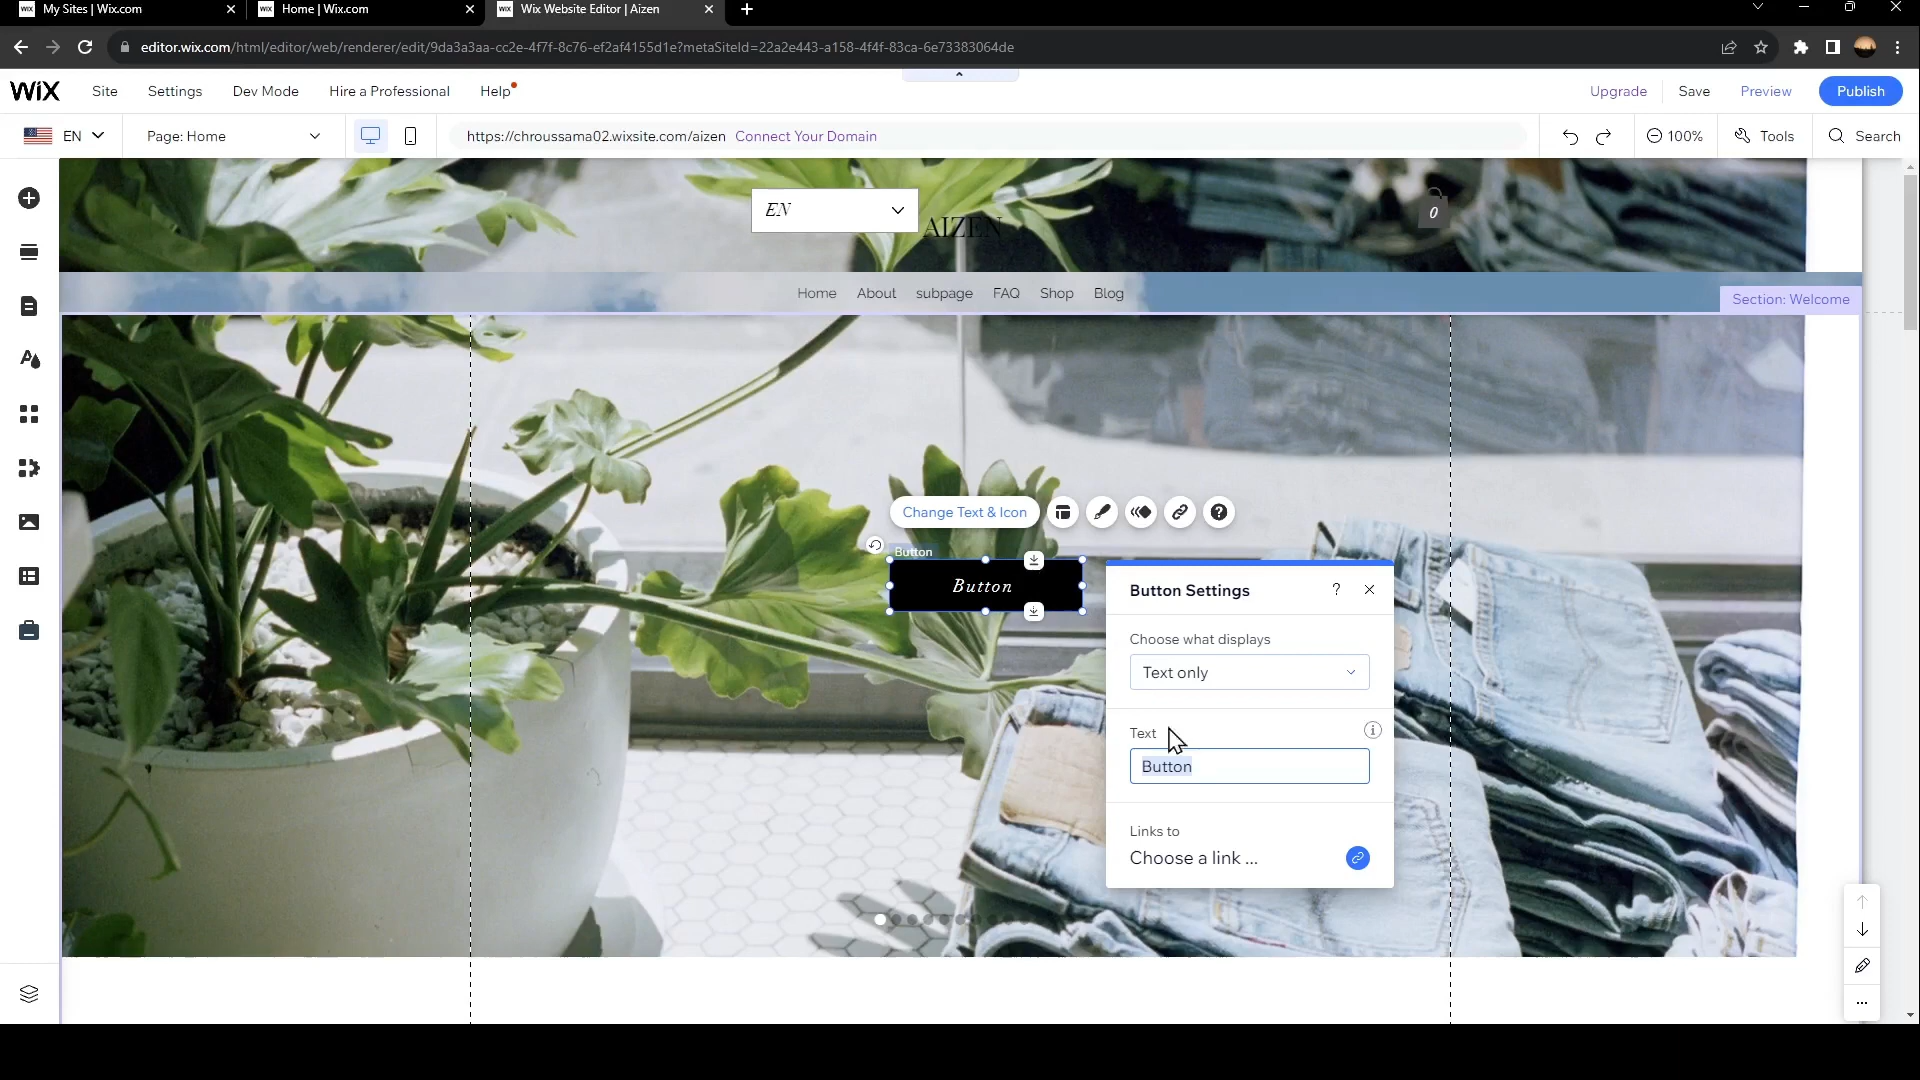 WIX My Sites | Wix.com
WIX Home | Wix.com
WIX Wix Website Editor | Aizen
editor.wix.com/html/editor/web/renderer/edit/9da3a3aa-cc2e-4f7f-8c76-ef2af4155d1e?metaSiteId=22a2e443-a158-4f4f-83ca-6e73383064de
WIX Site Settings Dev Mode Hire a Professional Help Upgrade Save Preview Publish
EN Page: Home https://chroussama02.wixsite.com/aizen Connect Your Domain 100% Tools Search
EN
AIZEN
0
Home About subpage FAQ Shop Blog
Section: Welcome
Change Text & Icon
Button
Button
Button Settings ?
Choose what displays
Text only
Text
Button
Links to
Choose a link ...